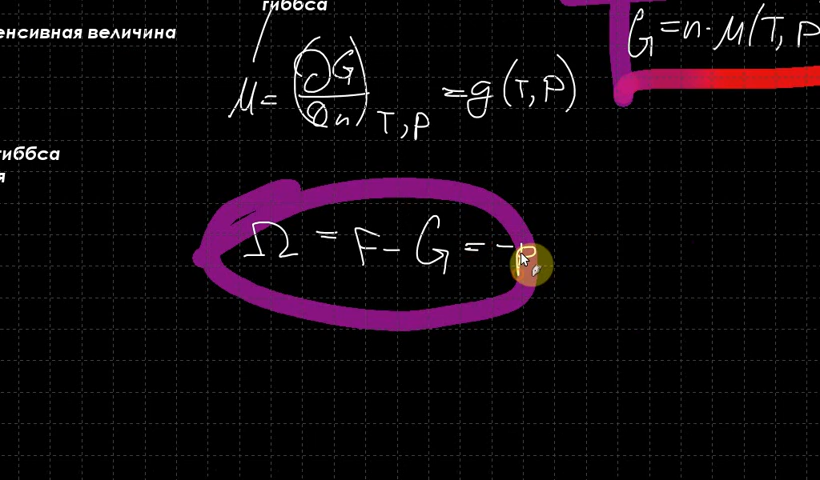 гиббса
енсивная величина
G = n · μ(T, P
μ = (∂G/∂n)T,P = g(T,P)
гиббса
я
Ω = F - G = -P